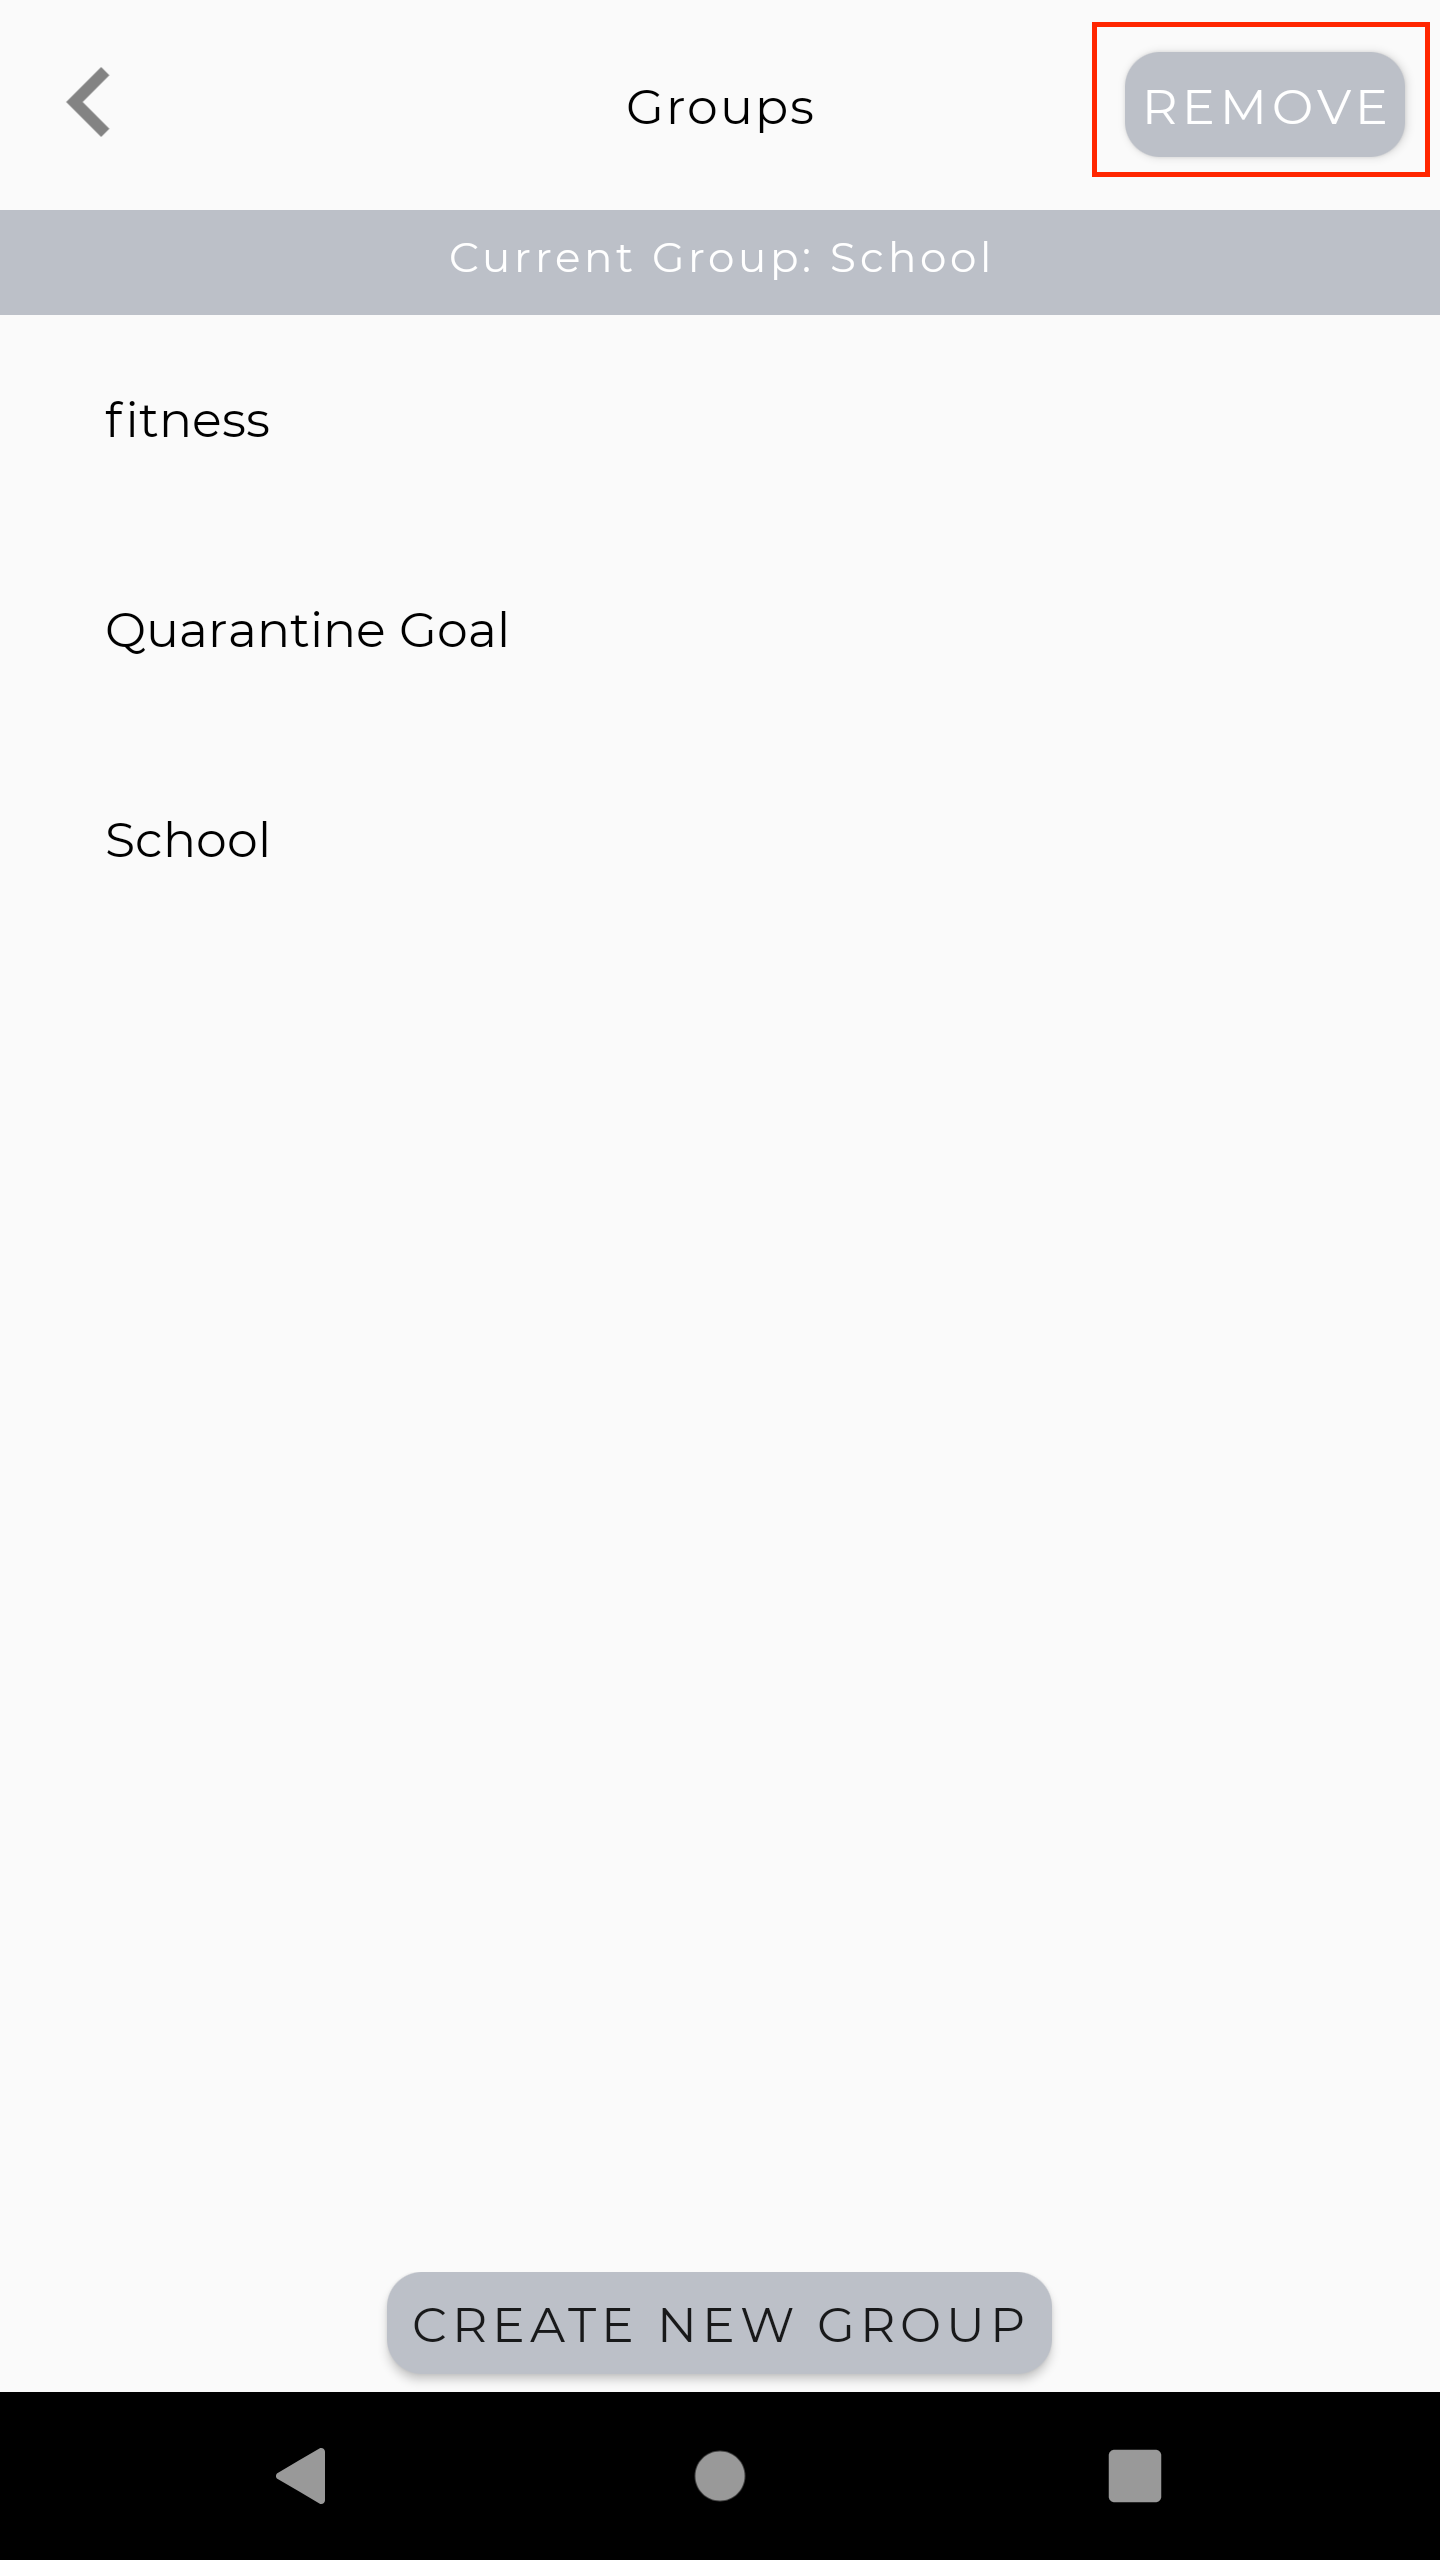 Groups
REMOVE
Current Group: School
fitness
Quarantine Goal
School
CREATE NEW GROUP